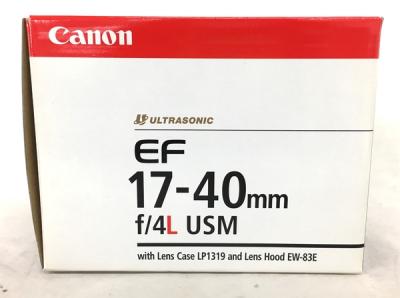 Canon
ULTRASONIC
EF
17-40mm
f/4L USM
with Lens Case LP1319 and Lens Hood EW-83E